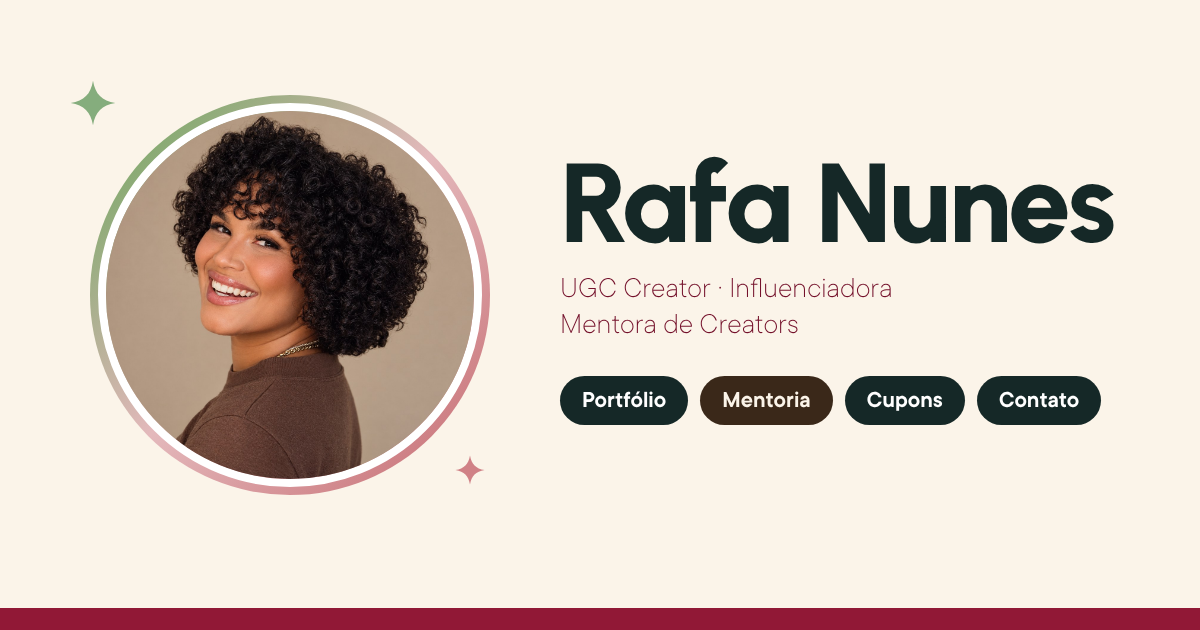 Rafa Nunes
UGC Creator · Influenciadora
Mentora de Creators
Portfólio Mentoria Cupons Contato